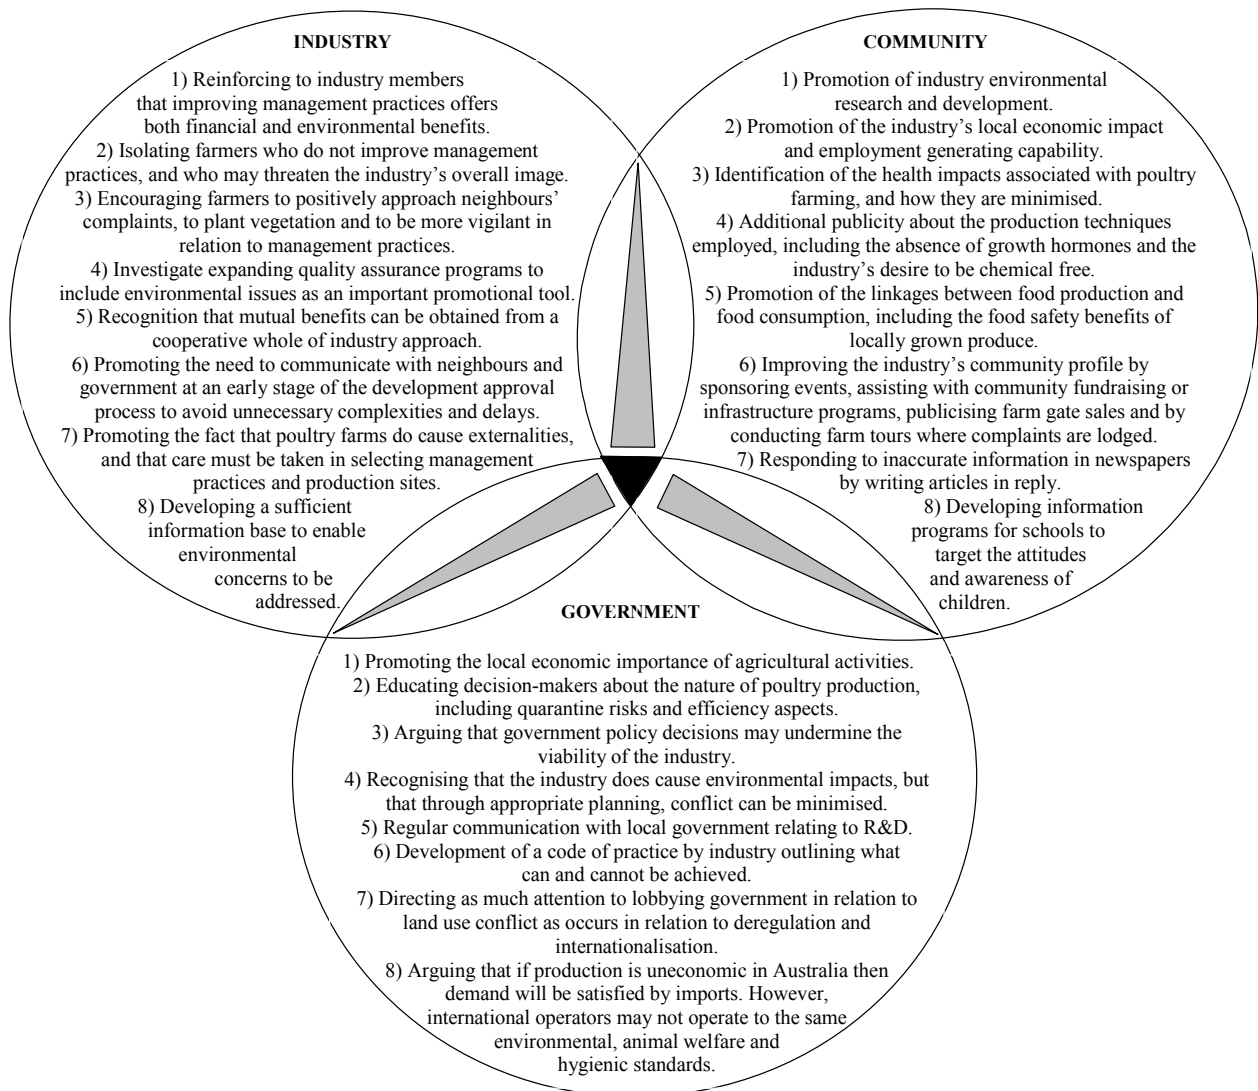 INDUSTRY
1) Reinforcing to industry members
that improving management practices offers
both financial and environmental benefits.
2) Isolating farmers who do not improve management
practices, and who may threaten the industry's overall image.
3) Encouraging farmers to positively approach neighbours'
complaints, to plant vegetation and to be more vigilant in
relation to management practices.
4) Investigate expanding quality assurance programs to
include environmental issues as an important promotional tool.
5) Recognition that mutual benefits can be obtained from a
cooperative whole of industry approach.
6) Promoting the need to communicate with neighbours and
government at an early stage of the development approval
process to avoid unnecessary complexities and delays.
7) Promoting the fact that poultry farms do cause externalities,
and that care must be taken in selecting management
practices and production sites.
8) Developing a sufficient
information base to enable
environmental
concerns to be
addressed.
COMMUNITY
1) Promotion of industry environmental
research and development.
2) Promotion of the industry's local economic impact
and employment generating capability.
3) Identification of the health impacts associated with poultry
farming, and how they are minimised.
4) Additional publicity about the production techniques
employed, including the absence of growth hormones and the
industry's desire to be chemical free.
5) Promotion of the linkages between food production and
food consumption, including the food safety benefits of
locally grown produce.
6) Improving the industry's community profile by
sponsoring events, assisting with community fundraising or
infrastructure programs, publicising farm gate sales and by
conducting farm tours where complaints are lodged.
7) Responding to inaccurate information in newspapers
by writing articles in reply.
8) Developing information
programs for schools to
target the attitudes
and awareness of
children.
GOVERNMENT
1) Promoting the local economic importance of agricultural activities.
2) Educating decision-makers about the nature of poultry production,
including quarantine risks and efficiency aspects.
3) Arguing that government policy decisions may undermine the
viability of the industry.
4) Recognising that the industry does cause environmental impacts, but
that through appropriate planning, conflict can be minimised.
5) Regular communication with local government relating to R&D.
6) Development of a code of practice by industry outlining what
can and cannot be achieved.
7) Directing as much attention to lobbying government in relation to
land use conflict as occurs in relation to deregulation and
internationalisation.
8) Arguing that if production is uneconomic in Australia then
demand will be satisfied by imports. However,
international operators may not operate to the same
environmental, animal welfare and
hygienic standards.